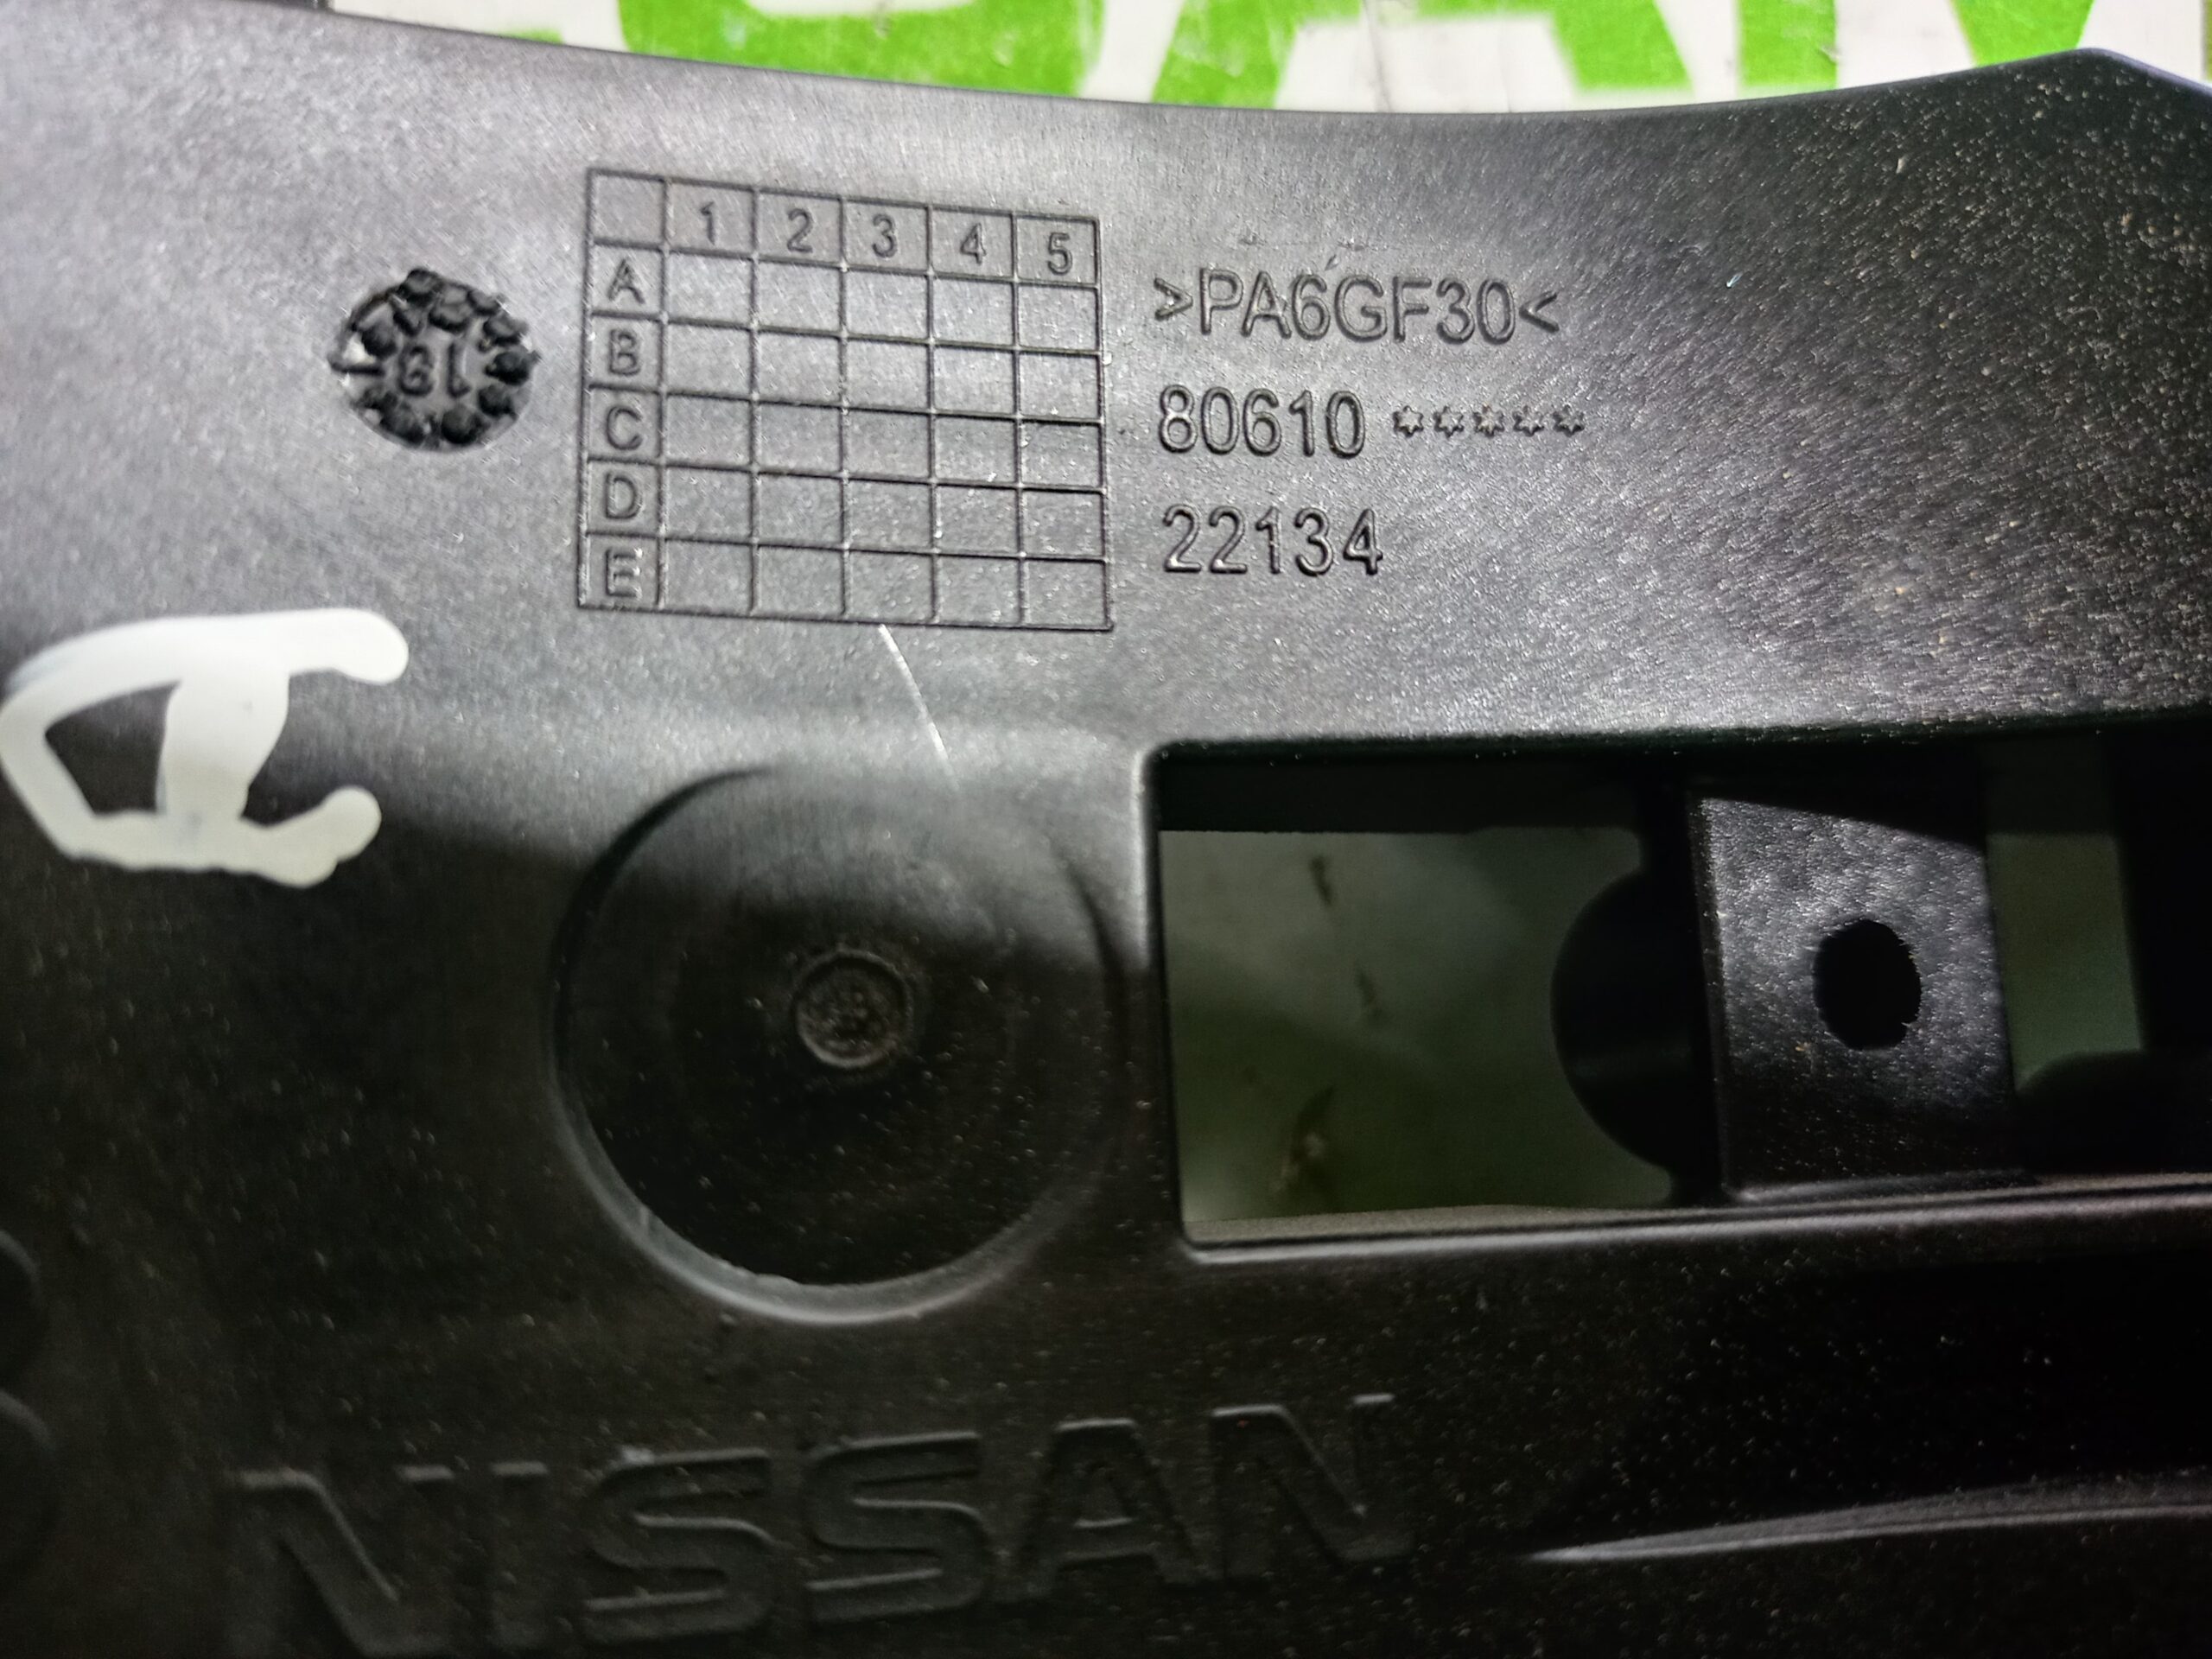 1 2 3 4 5
A
B
C
D
E
>PA6GF30<
80610 *****
22134
NISSAN